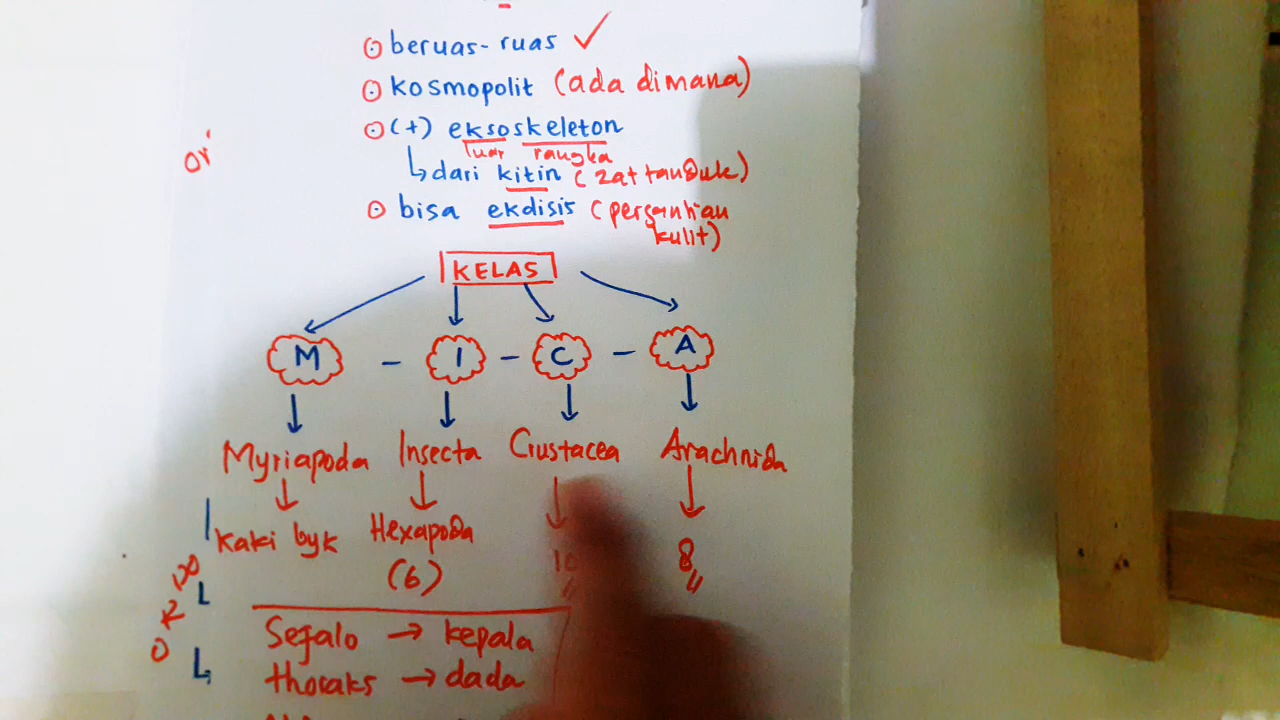 beruas-ruas ✓
kosmopolit (ada dimana)
(+) eksoskeleton
luar rangka
↳ dari kitin (zat tanduk)
bisa ekdisis (pergantian
kulit)
KELAS
M - I - C - A
Myriapoda Insecta Crustacea Arachnida
kaki byk Hexapoda 10 8
(6)
Sefalo → kepala
thoraks → dada